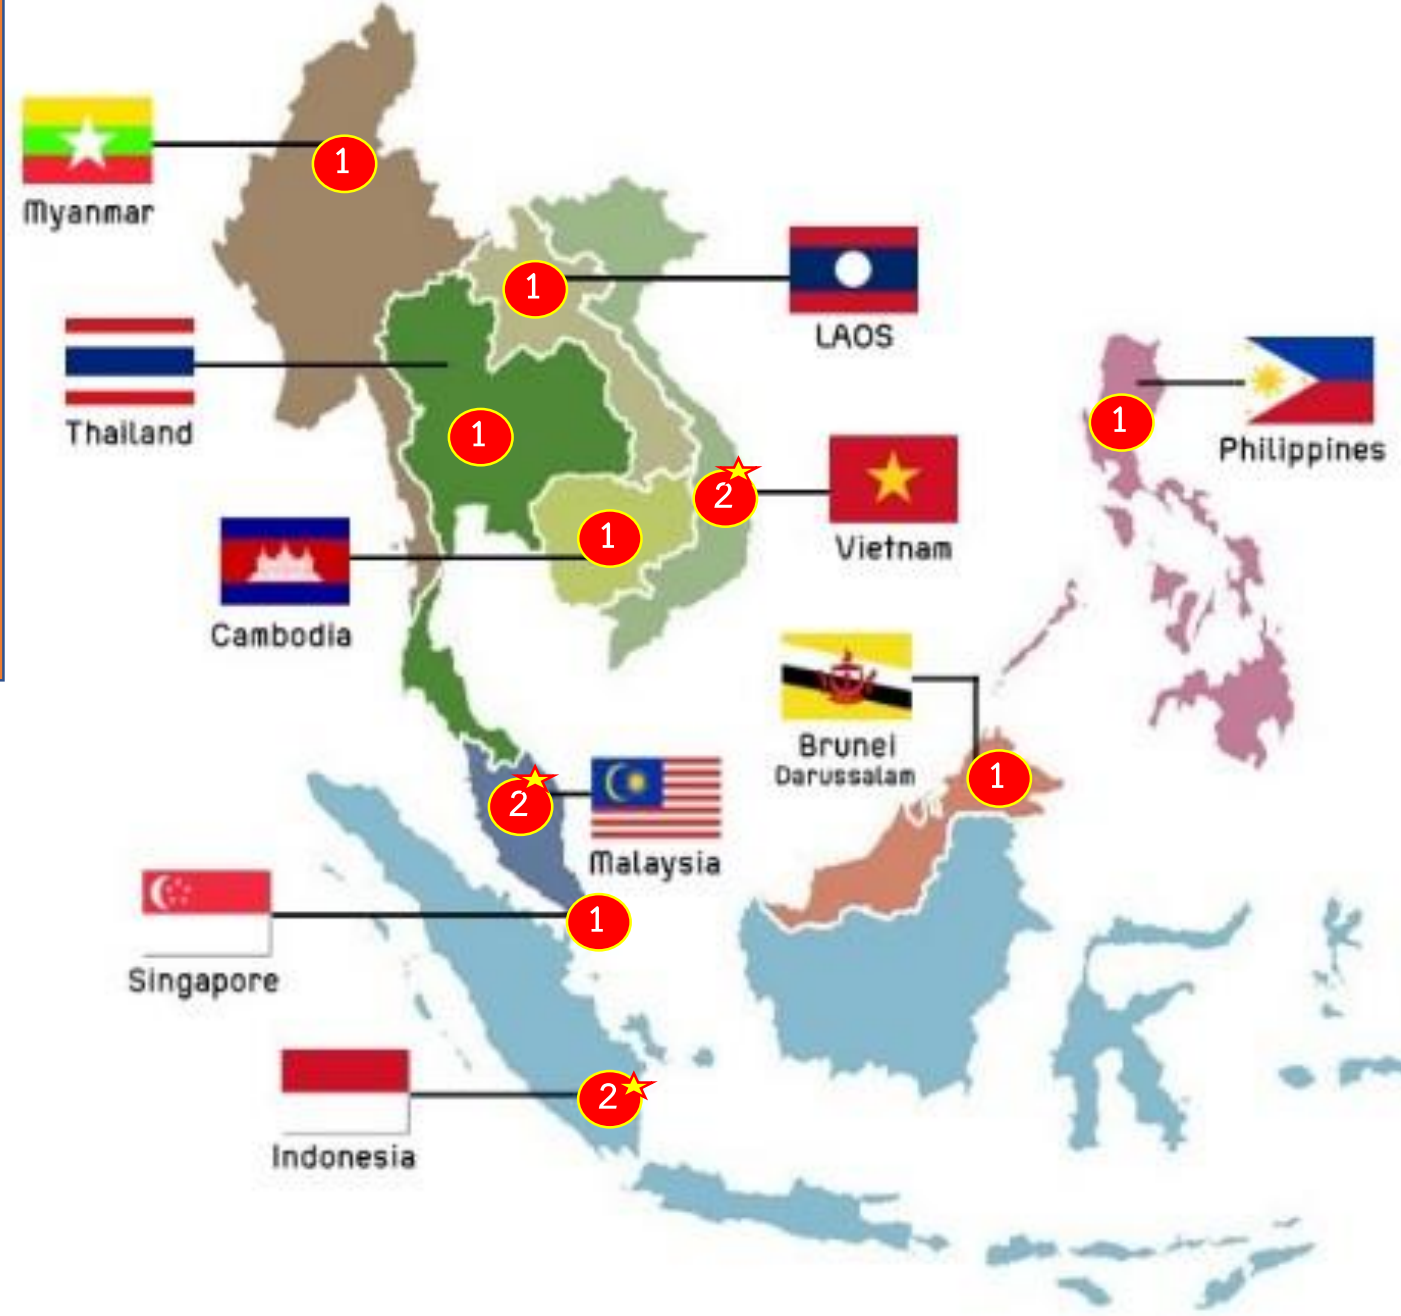 1
Myanmar
1
LAOS
Thailand
1
1
Philippines
2
Vietnam
1
Cambodia
Brunei
Darussalam
1
2
Malaysia
1
Singapore
2
Indonesia